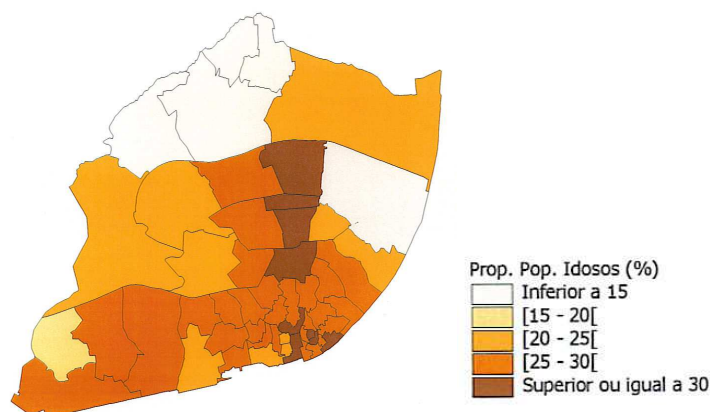 Prop. Pop. Idosos (%)
Inferior a 15
[15 - 20[
[20 - 25[
[25 - 30[
Superior ou igual a 30